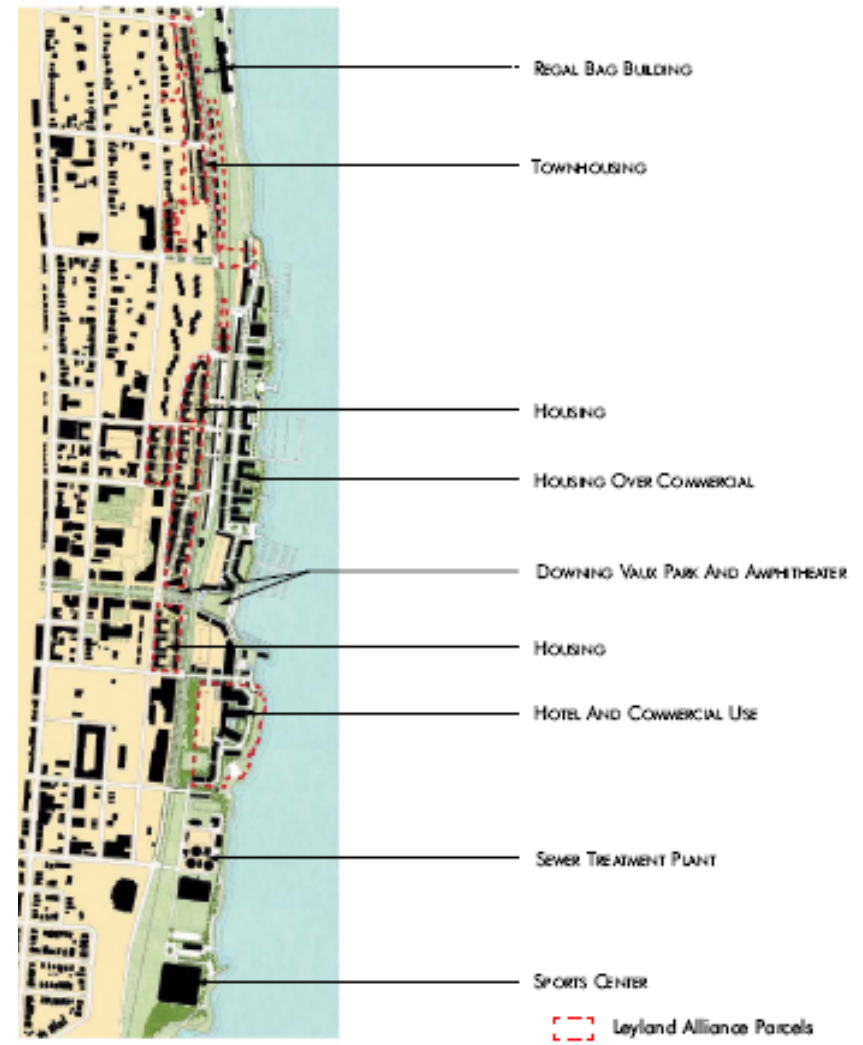 REGAL BAG BUILDING
TOWNHOUSING
HOUSING
HOUSING OVER COMMERCIAL
DOWNING VAUX PARK AND AMPHITHEATER
HOUSING
HOTEL AND COMMERCIAL USE
SEWER TREATMENT PLANT
SPORTS CENTER
Leyland Alliance Parcels